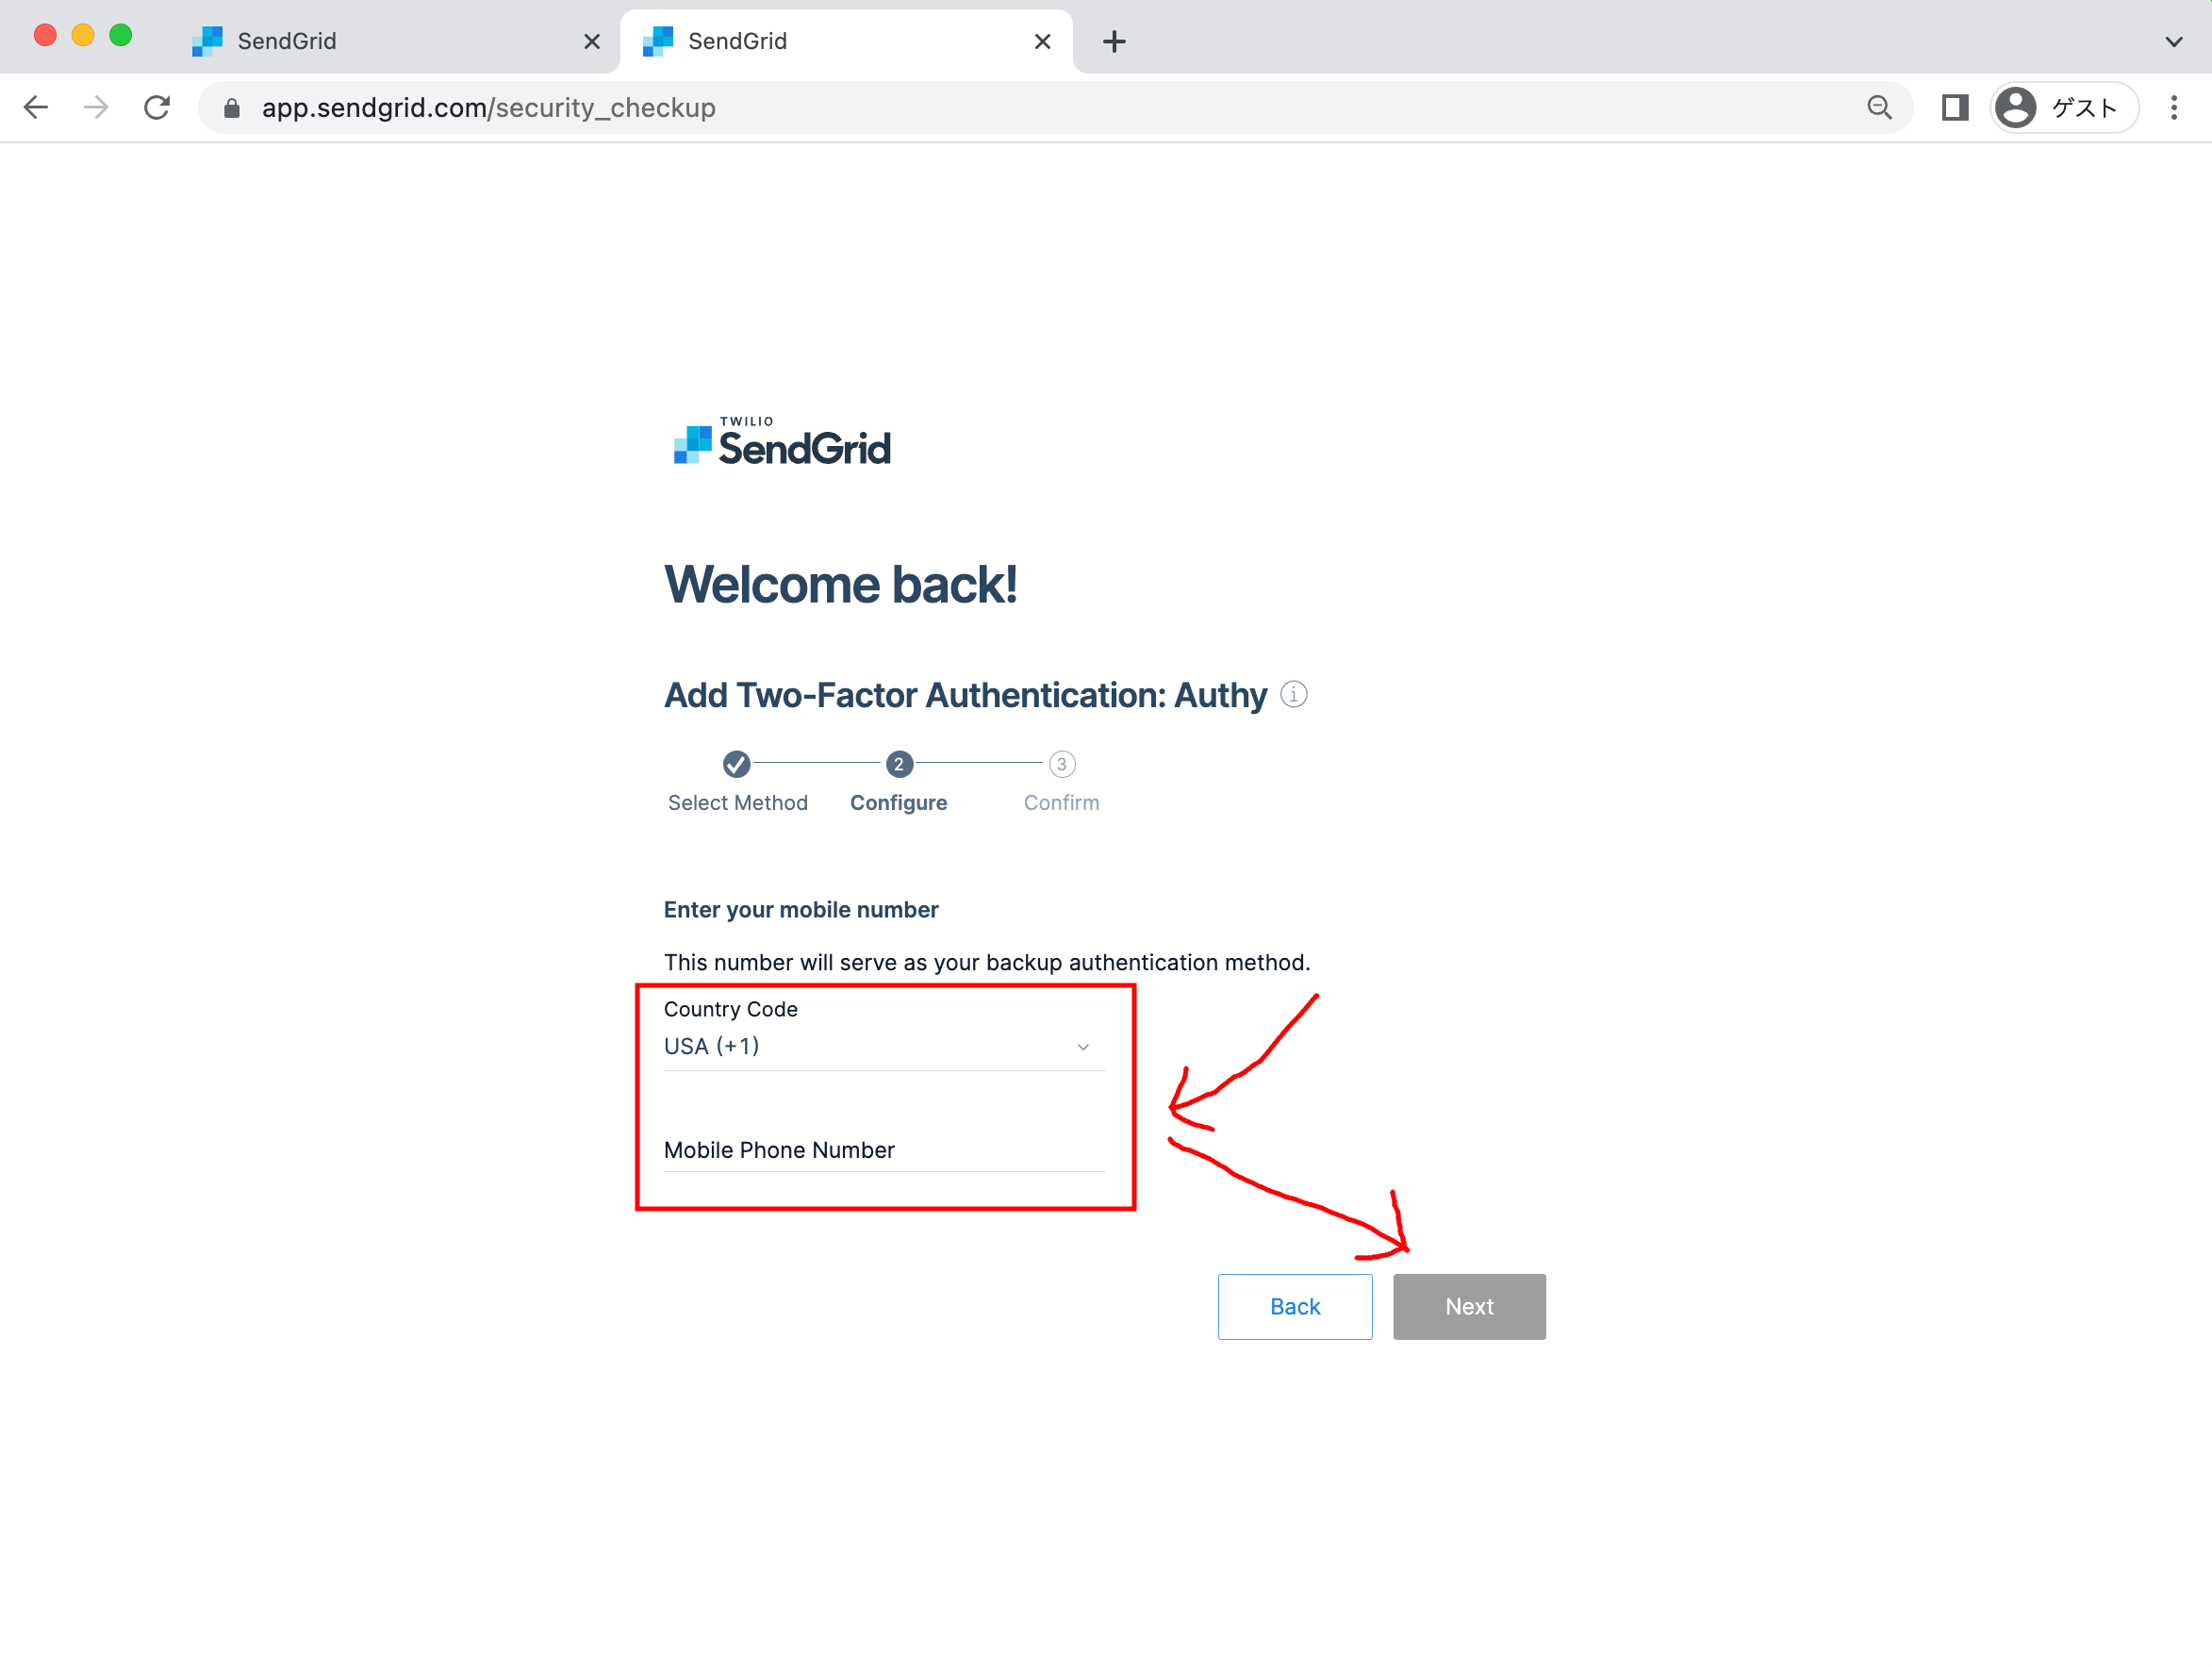 SendGrid
SendGrid
app.sendgrid.com/security_checkup
ゲスト
TWILIO
SendGrid
Welcome back!
Add Two-Factor Authentication: Authy
2
3
Select Method
Configure
Confirm
Enter your mobile number
This number will serve as your backup authentication method.
Country Code
USA (+1)
Mobile Phone Number
Back
Next